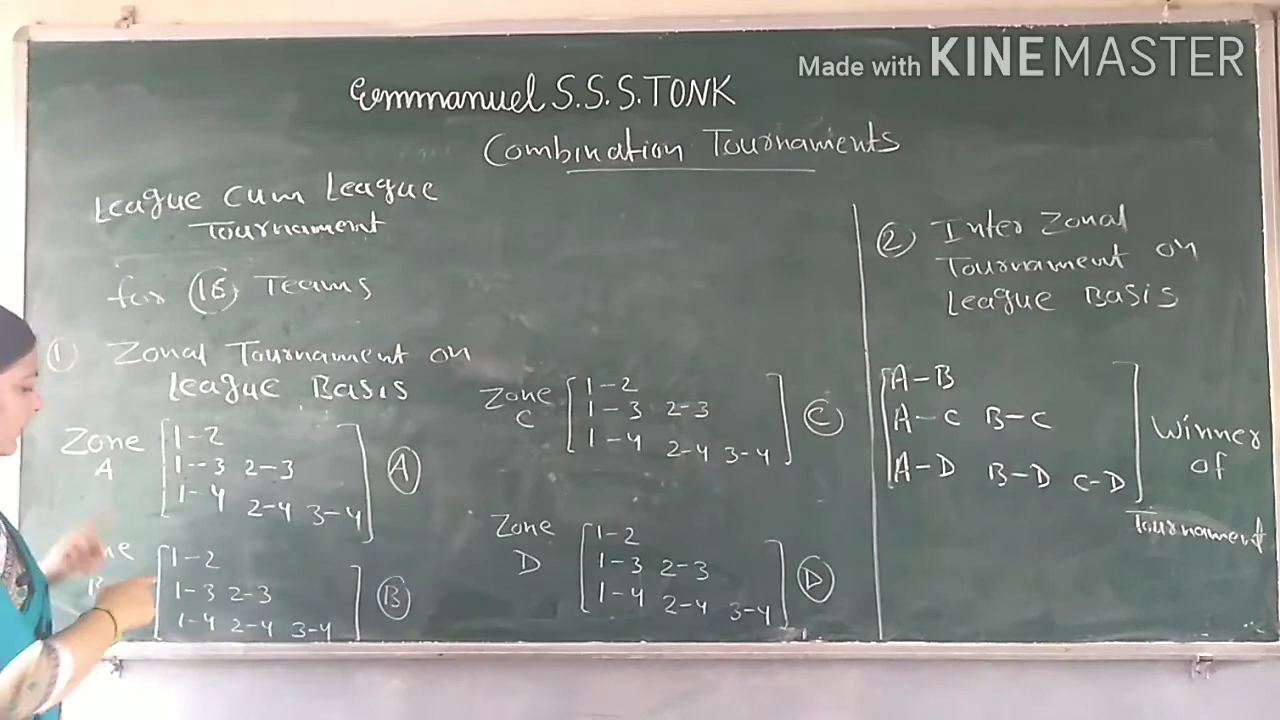 Made with KINEMASTER
Emmanuel S.S.S. TONK
Combination Tournaments
League cum League
Tournament
for 16 Teams
1 Zonal Tournament on
League Basis
Zone A
1-2
1-3 2-3
1-4 2-4 3-4
A
1-2
1-3 2-3
1-4 2-4 3-4
B
Zone C
1-2
1-3 2-3
1-4 2-4 3-4
C
Zone D
1-2
1-3 2-3
1-4 2-4 3-4
D
2 Inter Zonal
Tournament on
League Basis
A-B
A-C B-C
A-D B-D C-D
Winner
of
Tournament